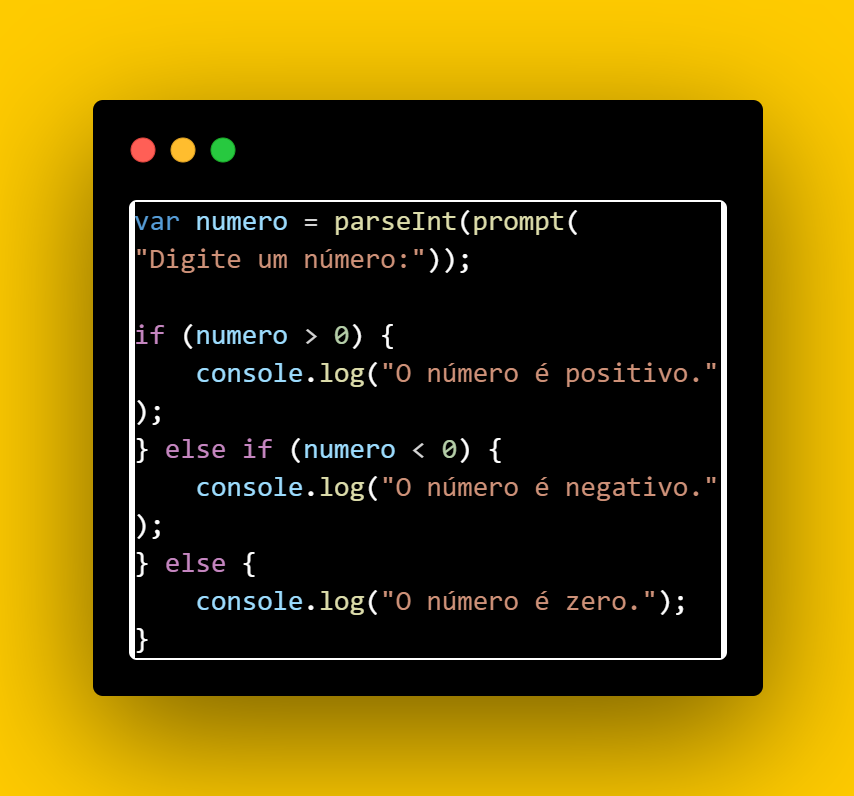 var numero = parseInt(prompt(
"Digite um número:"));

if (numero > 0) {
    console.log("O número é positivo."
);
} else if (numero < 0) {
    console.log("O número é negativo."
);
} else {
    console.log("O número é zero.");
}